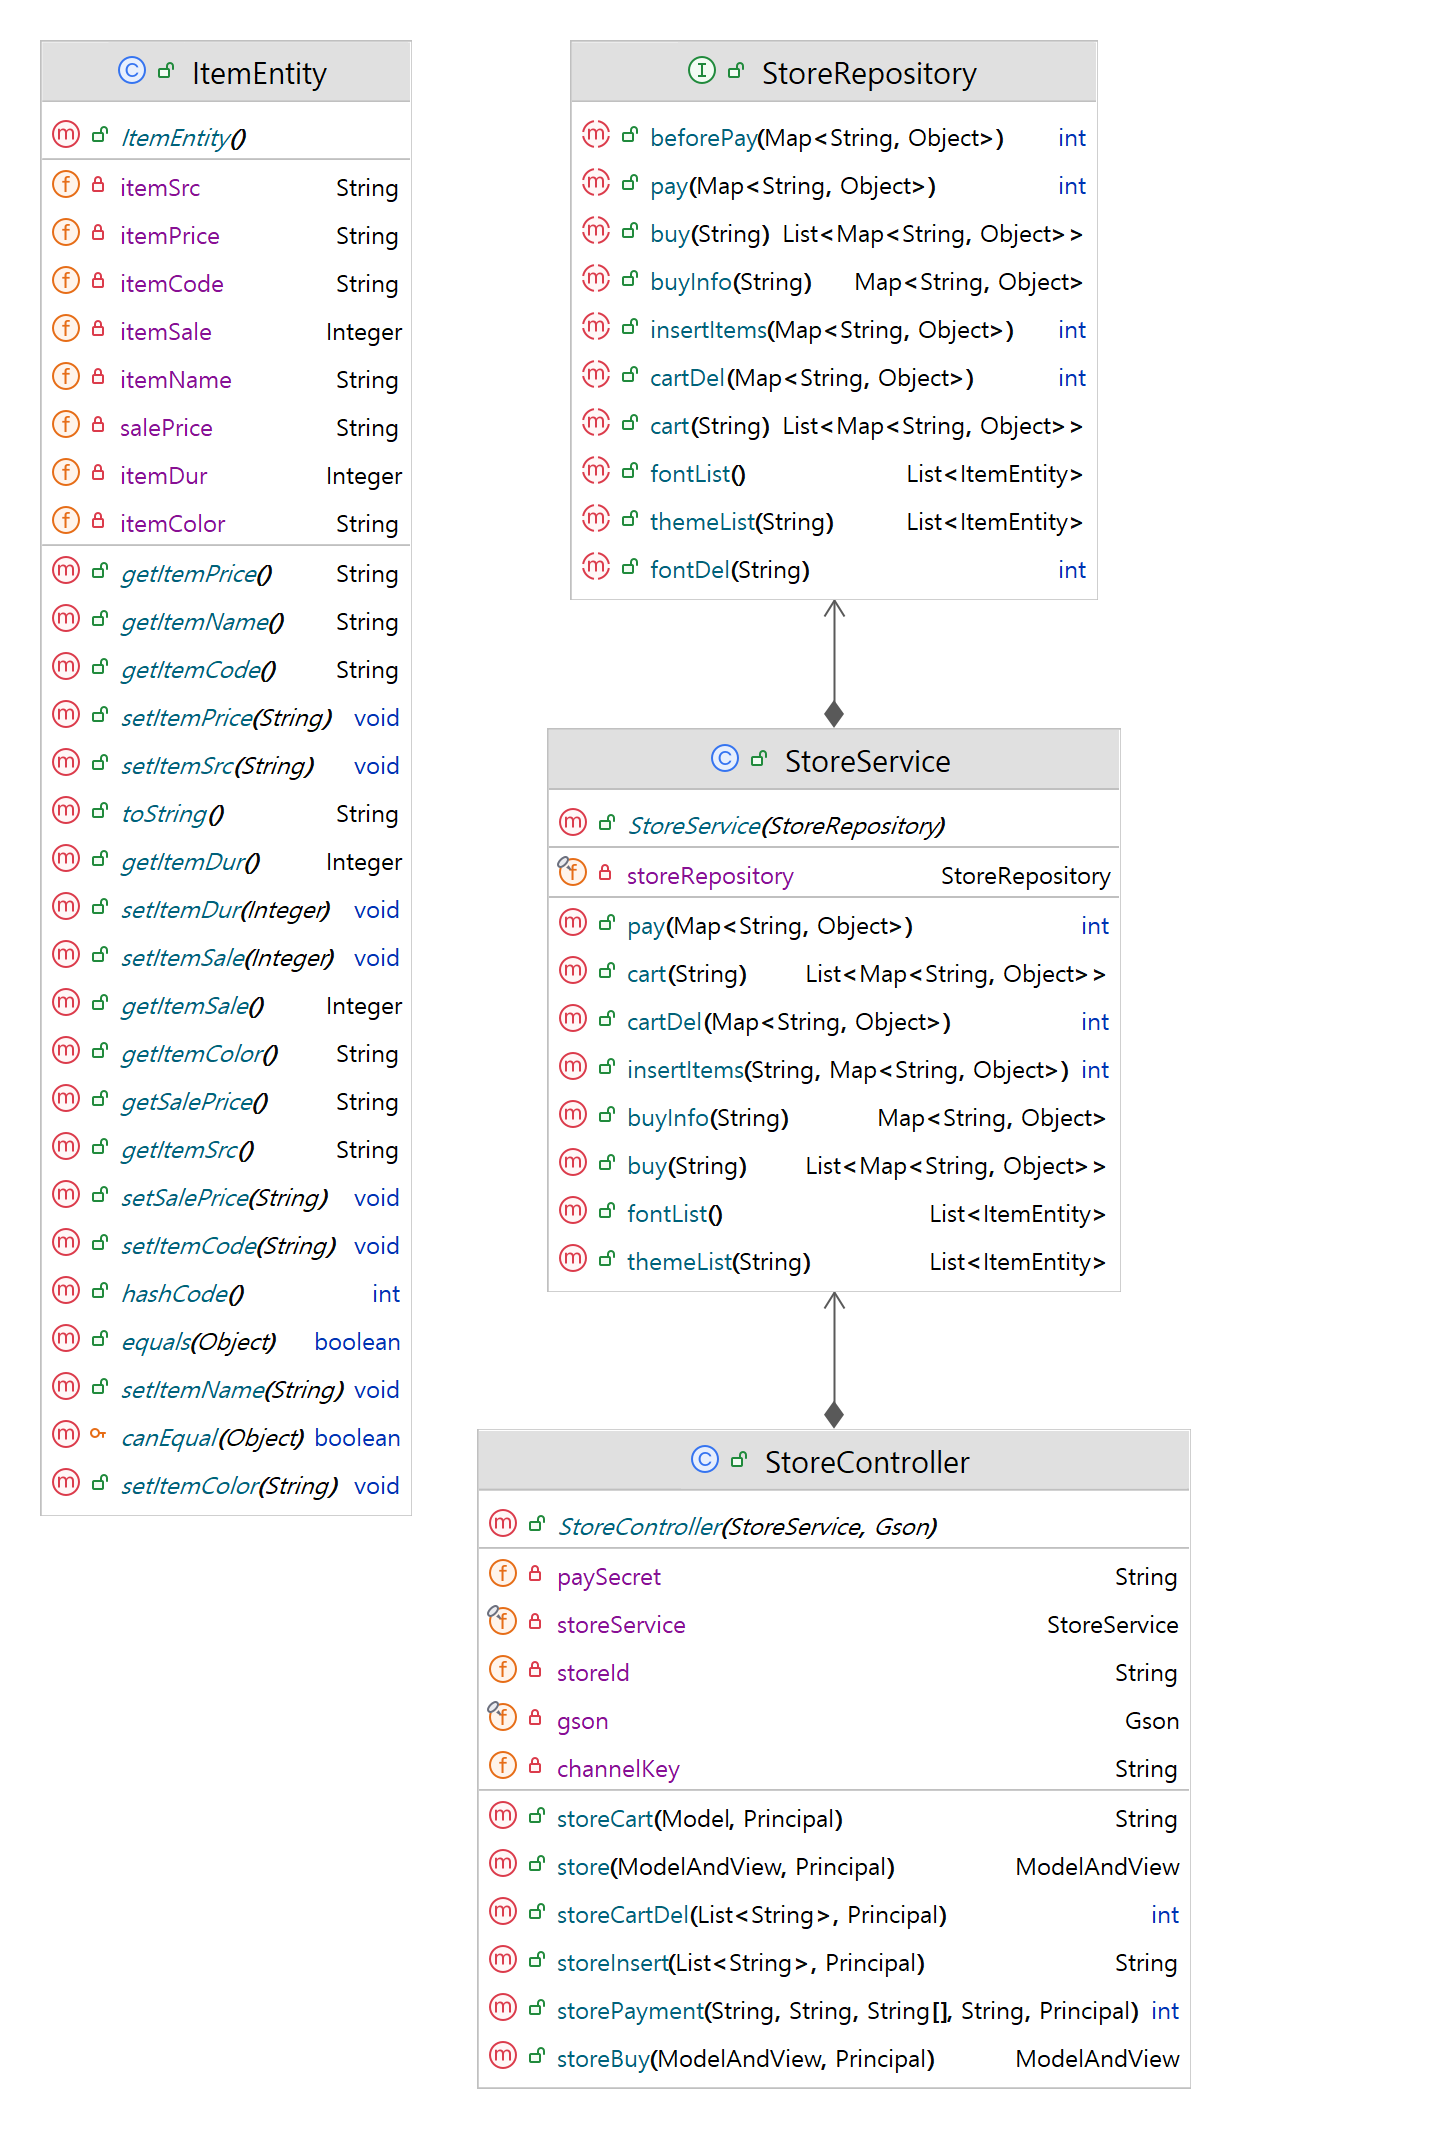 ItemEntity
ItemEntity()
itemSrc String
itemPrice String
itemCode String
itemSale Integer
itemName String
salePrice String
itemDur Integer
itemColor String
getItemPrice() String
getItemName() String
getItemCode() String
setItemPrice(String) void
setItemSrc(String) void
toString() String
getItemDur() Integer
setItemDur(Integer) void
setItemSale(Integer) void
getItemSale() Integer
getItemColor() String
getSalePrice() String
getItemSrc() String
setSalePrice(String) void
setItemCode(String) void
hashCode() int
equals(Object) boolean
setItemName(String) void
canEqual(Object) boolean
setItemColor(String) void
StoreRepository
beforePay(Map<String, Object>) int
pay(Map<String, Object>) int
buy(String) List<Map<String, Object>>
buyInfo(String) Map<String, Object>
insertItems(Map<String, Object>) int
cartDel(Map<String, Object>) int
cart(String) List<Map<String, Object>>
fontList() List<ItemEntity>
themeList(String) List<ItemEntity>
fontDel(String) int
StoreService
StoreService(StoreRepository)
storeRepository StoreRepository
pay(Map<String, Object>) int
cart(String) List<Map<String, Object>>
cartDel(Map<String, Object>) int
insertItems(String, Map<String, Object>) int
buyInfo(String) Map<String, Object>
buy(String) List<Map<String, Object>>
fontList() List<ItemEntity>
themeList(String) List<ItemEntity>
StoreController
StoreController(StoreService, Gson)
paySecret String
storeService StoreService
storeId String
gson Gson
channelKey String
storeCart(Model, Principal) String
store(ModelAndView, Principal) ModelAndView
storeCartDel(List<String>, Principal) int
storeInsert(List<String>, Principal) String
storePayment(String, String, String[], String, Principal) int
storeBuy(ModelAndView, Principal) ModelAndView